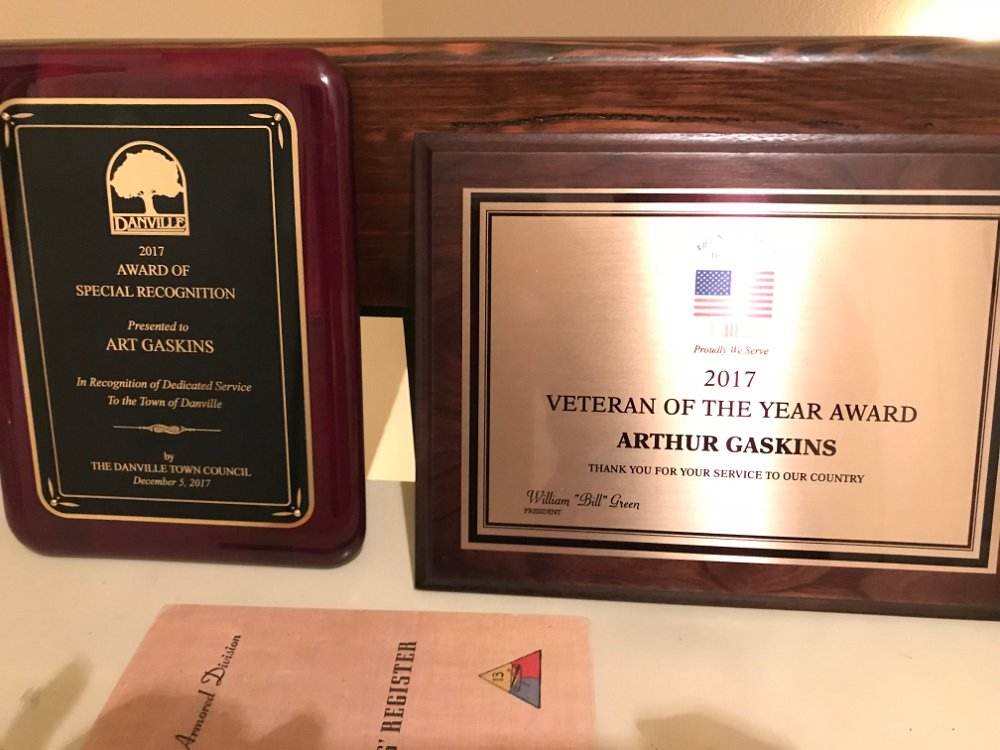 DANVILLE
2017
AWARD OF
SPECIAL RECOGNITION
Presented to
ART GASKINS
In Recognition of Dedicated Service
To the Town of Danville
by
THE DANVILLE TOWN COUNCIL
December 5, 2017
Proudly We Serve
2017
VETERAN OF THE YEAR AWARD
ARTHUR GASKINS
THANK YOU FOR YOUR SERVICE TO OUR COUNTRY
William "Bill" Green
PRESIDENT
Armored Division
S' REGISTER
13